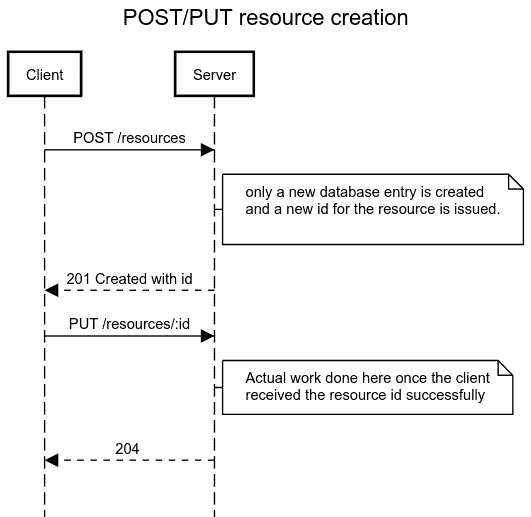 POST/PUT resource creation
Client
Server
POST /resources
only a new database entry is created
and a new id for the resource is issued.
201 Created with id
PUT /resources/:id
Actual work done here once the client
received the resource id successfully
204